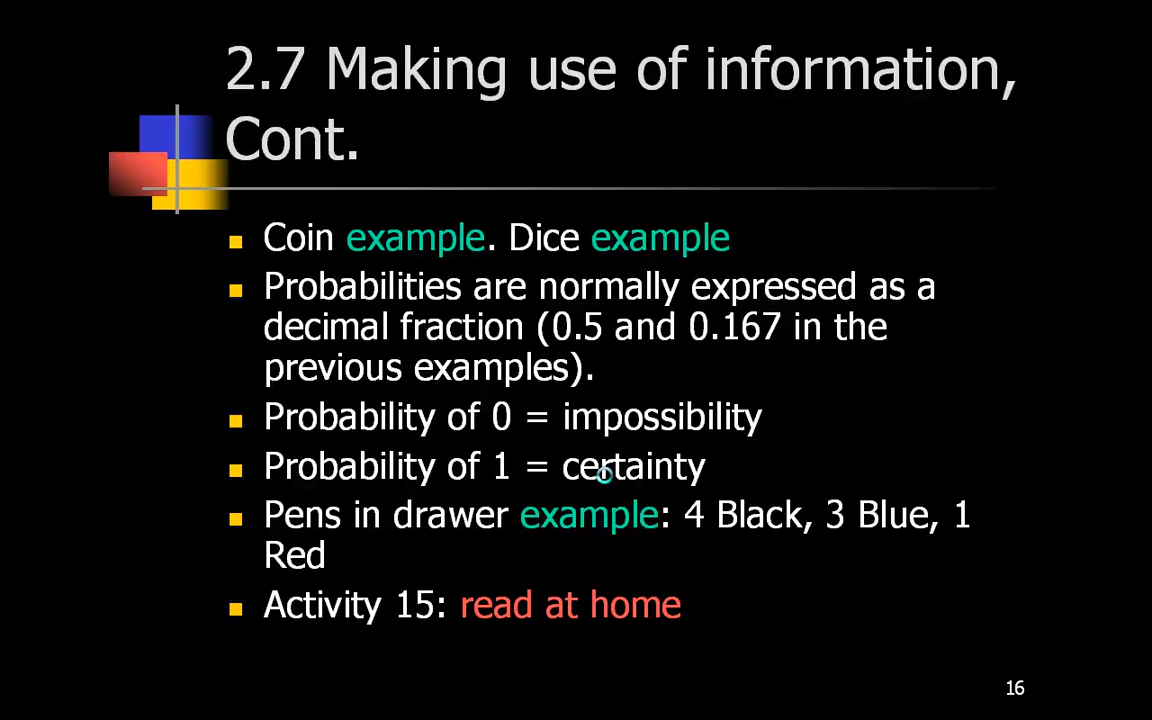 2.7 Making use of information,
Cont.
Coin example. Dice example
Probabilities are normally expressed as a
decimal fraction (0.5 and 0.167 in the
previous examples).
Probability of 0 = impossibility
Probability of 1 = certainty
Pens in drawer example: 4 Black, 3 Blue, 1
Red
Activity 15: read at home
16